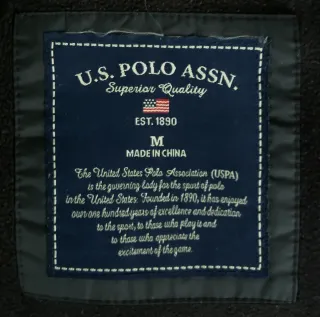 U.S. POLO ASSN.
Superior Quality
EST. 1890
M
MADE IN CHINA
The United States Polo Association (USPA)
is the governing body for the sport of polo
in the United States. Founded in 1890, it has enjoyed
over one hundred years of excellence and dedication
to the sport, to those who play is and
to those who appreciate the
excitement of the game.